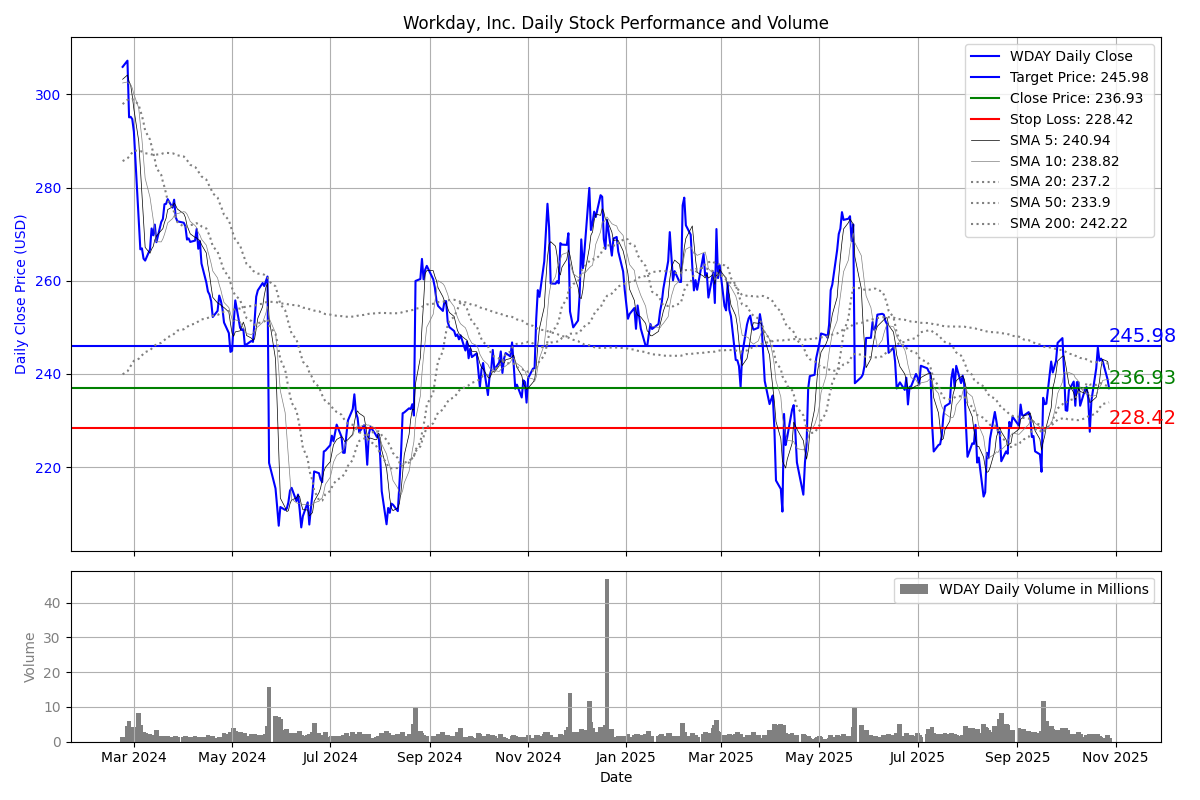 Workday, Inc. Daily Stock Performance and Volume
Daily Close Price (USD)
300
280
260
240
220
WDAY Daily Close
Target Price: 245.98
Close Price: 236.93
Stop Loss: 228.42
SMA 5: 240.94
SMA 10: 238.82
SMA 20: 237.2
SMA 50: 233.9
SMA 200: 242.22
245.98
236.93
228.42
Volume
40
30
20
10
0
WDAY Daily Volume in Millions
Mar 2024 May 2024 Jul 2024 Sep 2024 Nov 2024 Jan 2025 Mar 2025 May 2025 Jul 2025 Sep 2025 Nov 2025
Date